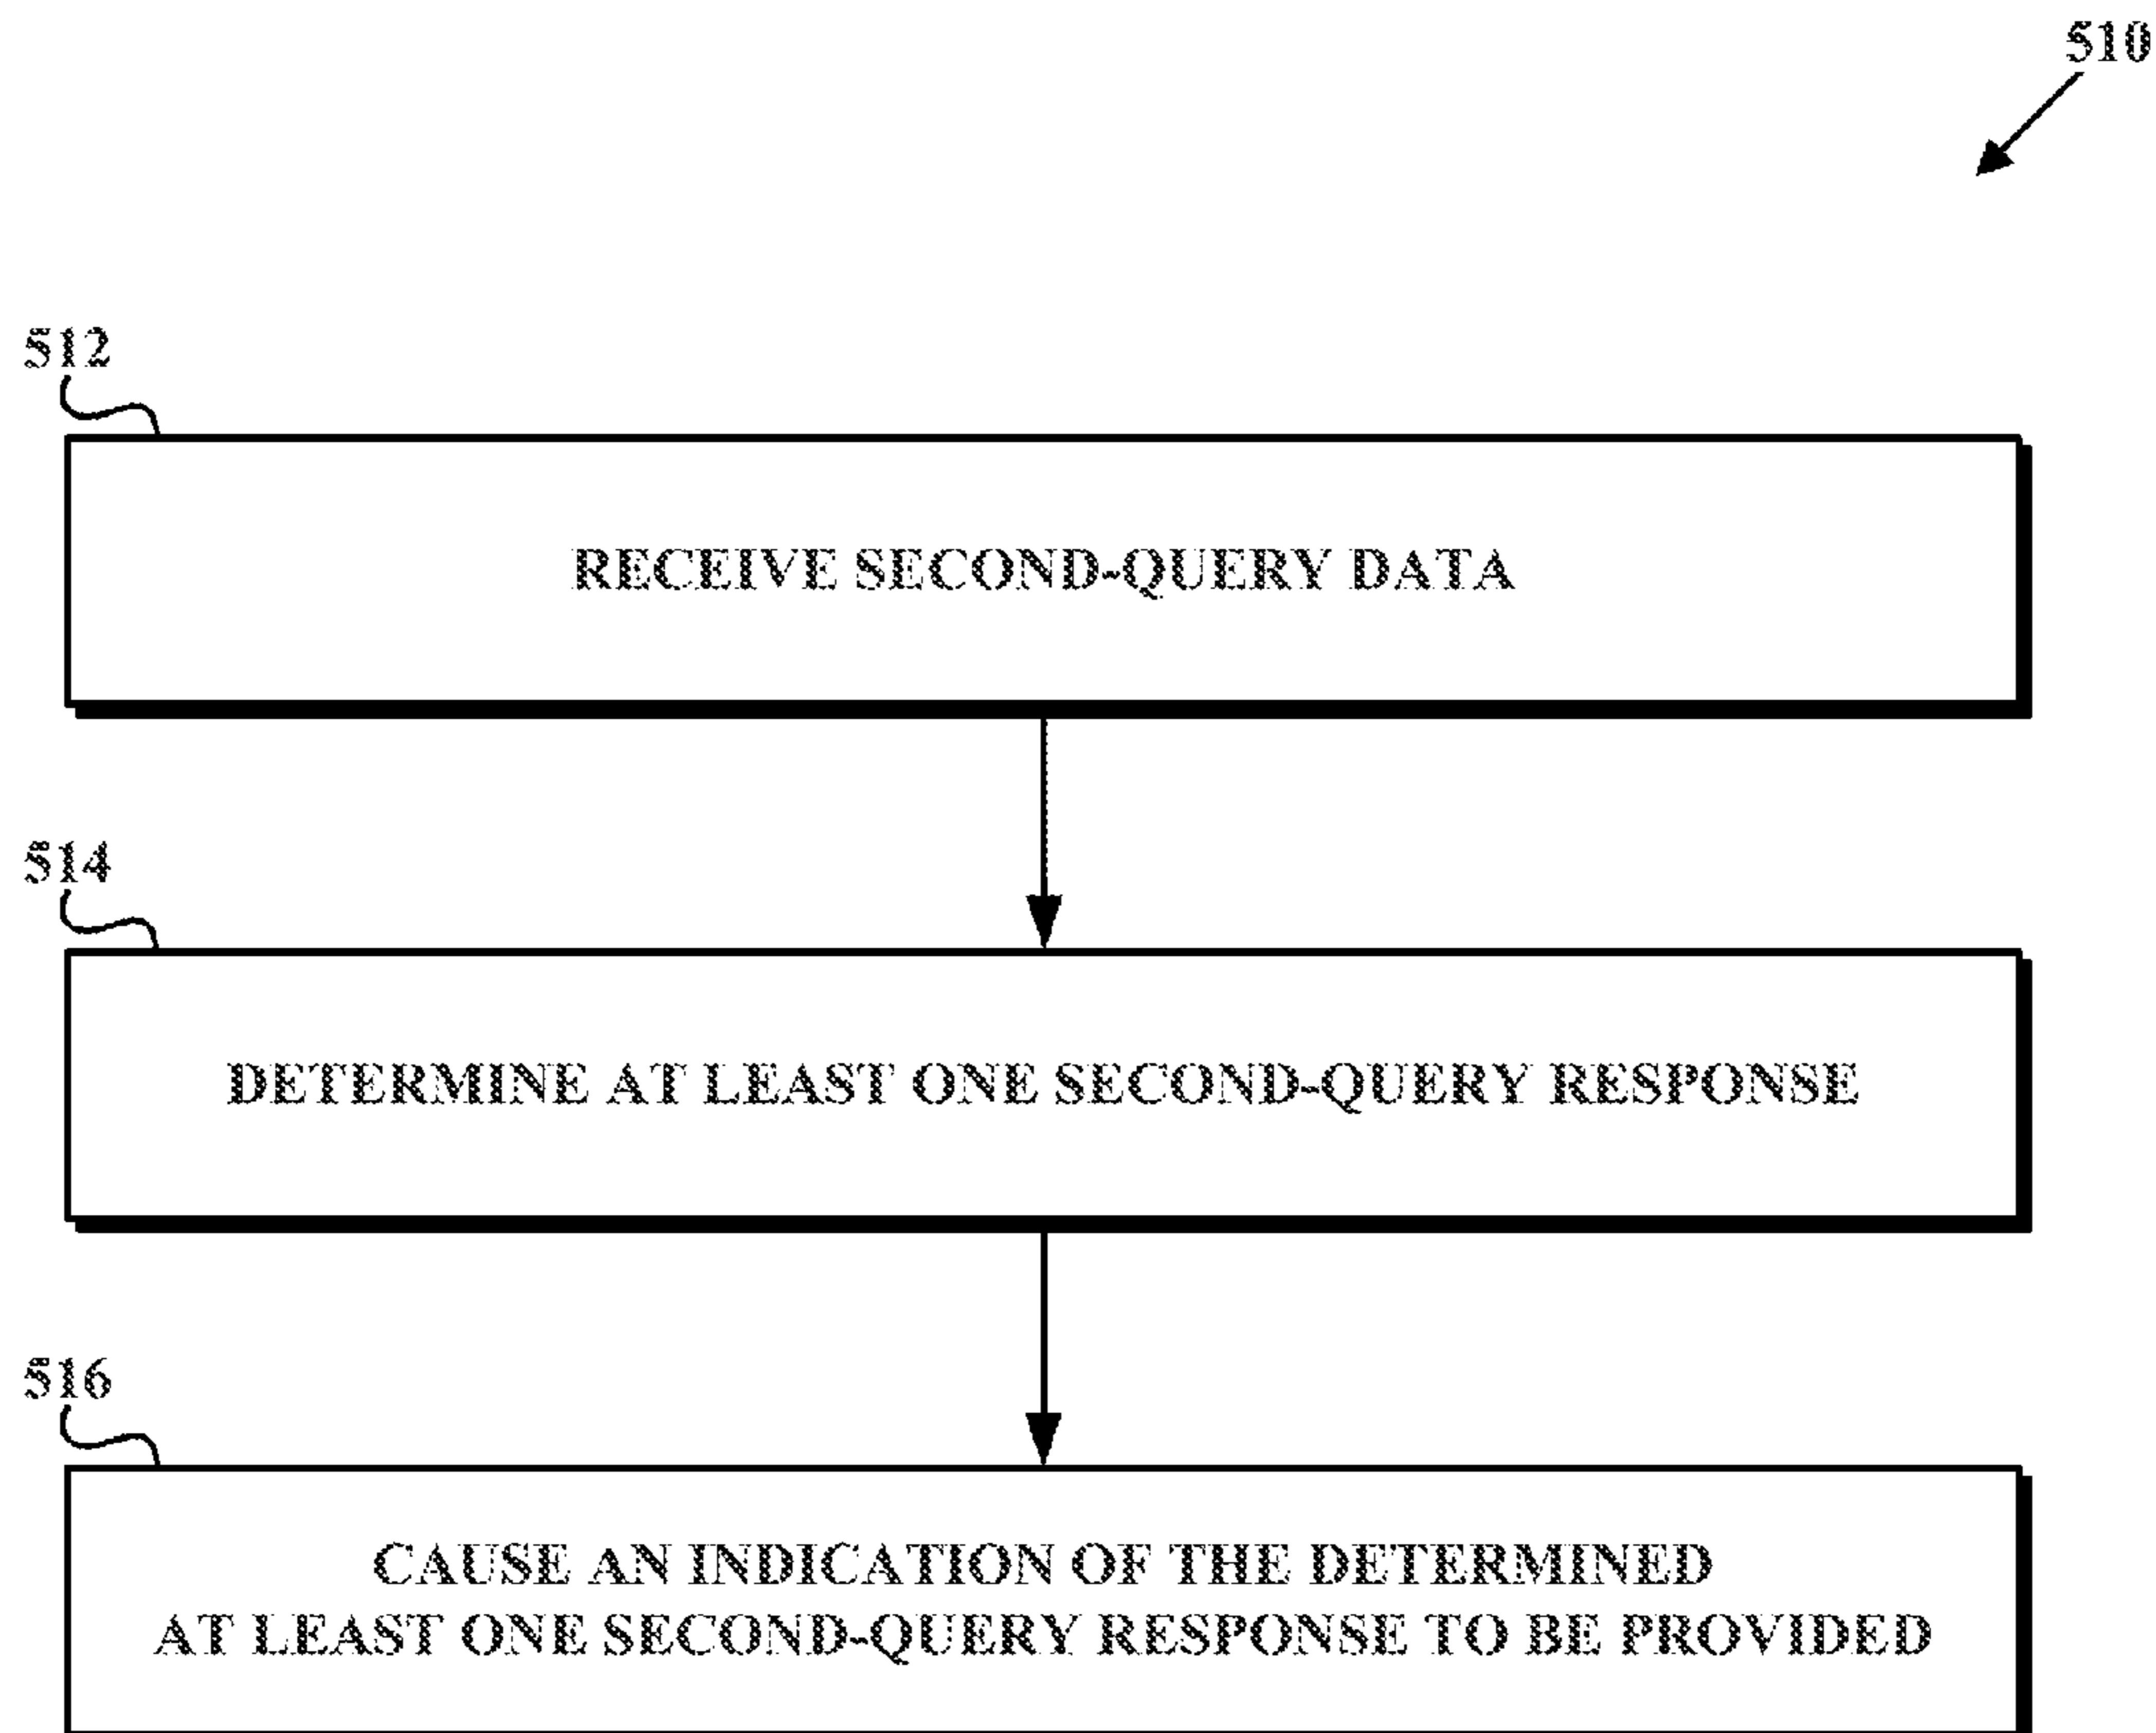 510
512
RECEIVE SECOND-QUERY DATA
514
DETERMINE AT LEAST ONE SECOND-QUERY RESPONSE
516
CAUSE AN INDICATION OF THE DETERMINED
AT LEAST ONE SECOND-QUERY RESPONSE TO BE PROVIDED